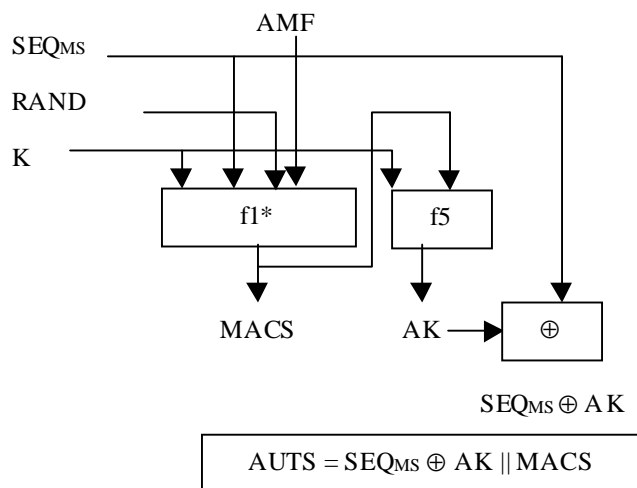 AMF
SEQMS
RAND
K
f1*
f5
MACS
AK
⊕
SEQMS ⊕ AK
AUTS = SEQMS ⊕ AK || MACS